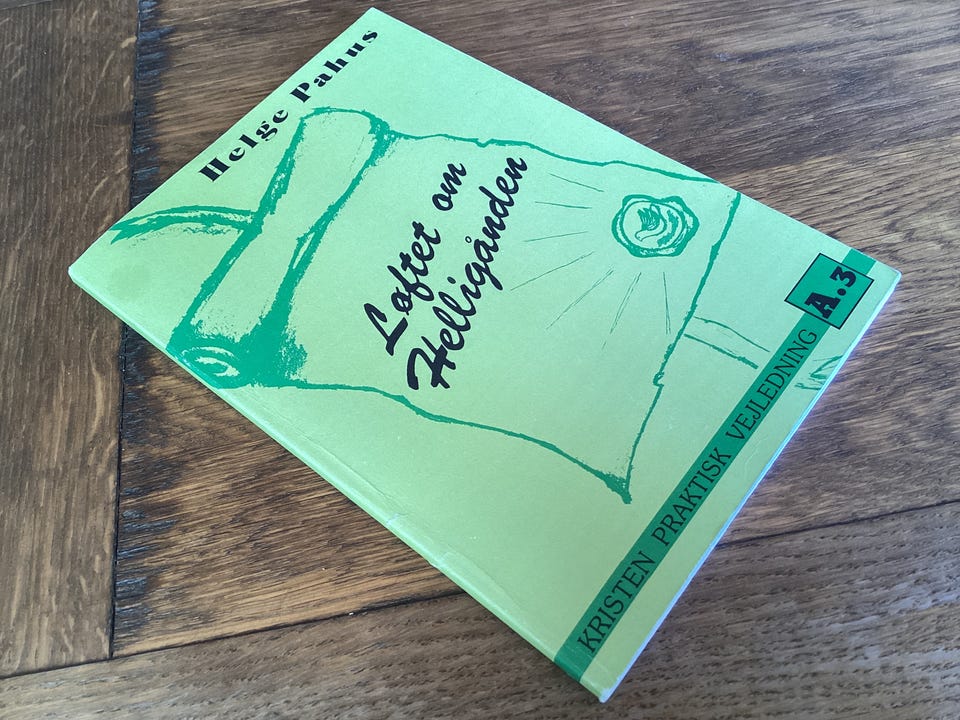 Helge Pahus
Løftet om
Helligånden
KRISTEN PRAKTISK VEJLEDNING A.3